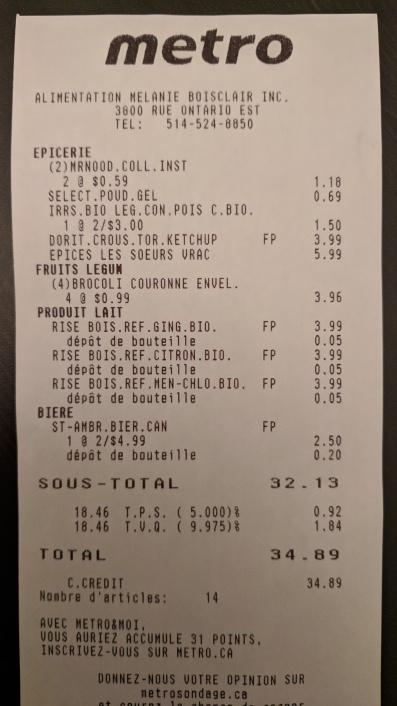 metro
ALIMENTATION MELANIE BOISCLAIR INC.
3800 RUE ONTARIO EST
TEL: 514-524-8850
EPICERIE
(2)MRNOOD.COLL.INST
2 @ $0.59 1.18
SELECT.POUD.GEL 0.69
IRRS.BIO LEG.CON.POIS C.BIO.
1 @ 2/$3.00 1.50
DORIT.CROUS.TOR.KETCHUP FP 3.99
EPICES LES SOEURS VRAC 5.99
FRUITS LEGUM
(4)BROCOLI COURONNE ENVEL.
4 @ $0.99 3.96
PRODUIT LAIT
RISE BOIS.REF.GING.BIO. FP 3.99
dépôt de bouteille 0.05
RISE BOIS.REF.CITRON.BIO. FP 3.99
dépôt de bouteille 0.05
RISE BOIS.REF.MEN-CHLO.BIO. FP 3.99
dépôt de bouteille 0.05
BIERE
ST-AMBR.BIER.CAN FP
1 @ 2/$4.99 2.50
dépôt de bouteille 0.20
SOUS-TOTAL 32.13
18.46 T.P.S. ( 5.000)% 0.92
18.46 T.V.Q. ( 9.975)% 1.84
TOTAL 34.89
C.CREDIT 34.89
Nombre d'articles: 14
AVEC METRO&MOI,
VOUS AURIEZ ACCUMULE 31 POINTS,
INSCRIVEZ-VOUS SUR METRO.CA
DONNEZ-NOUS VOTRE OPINION SUR
metrosondage.ca